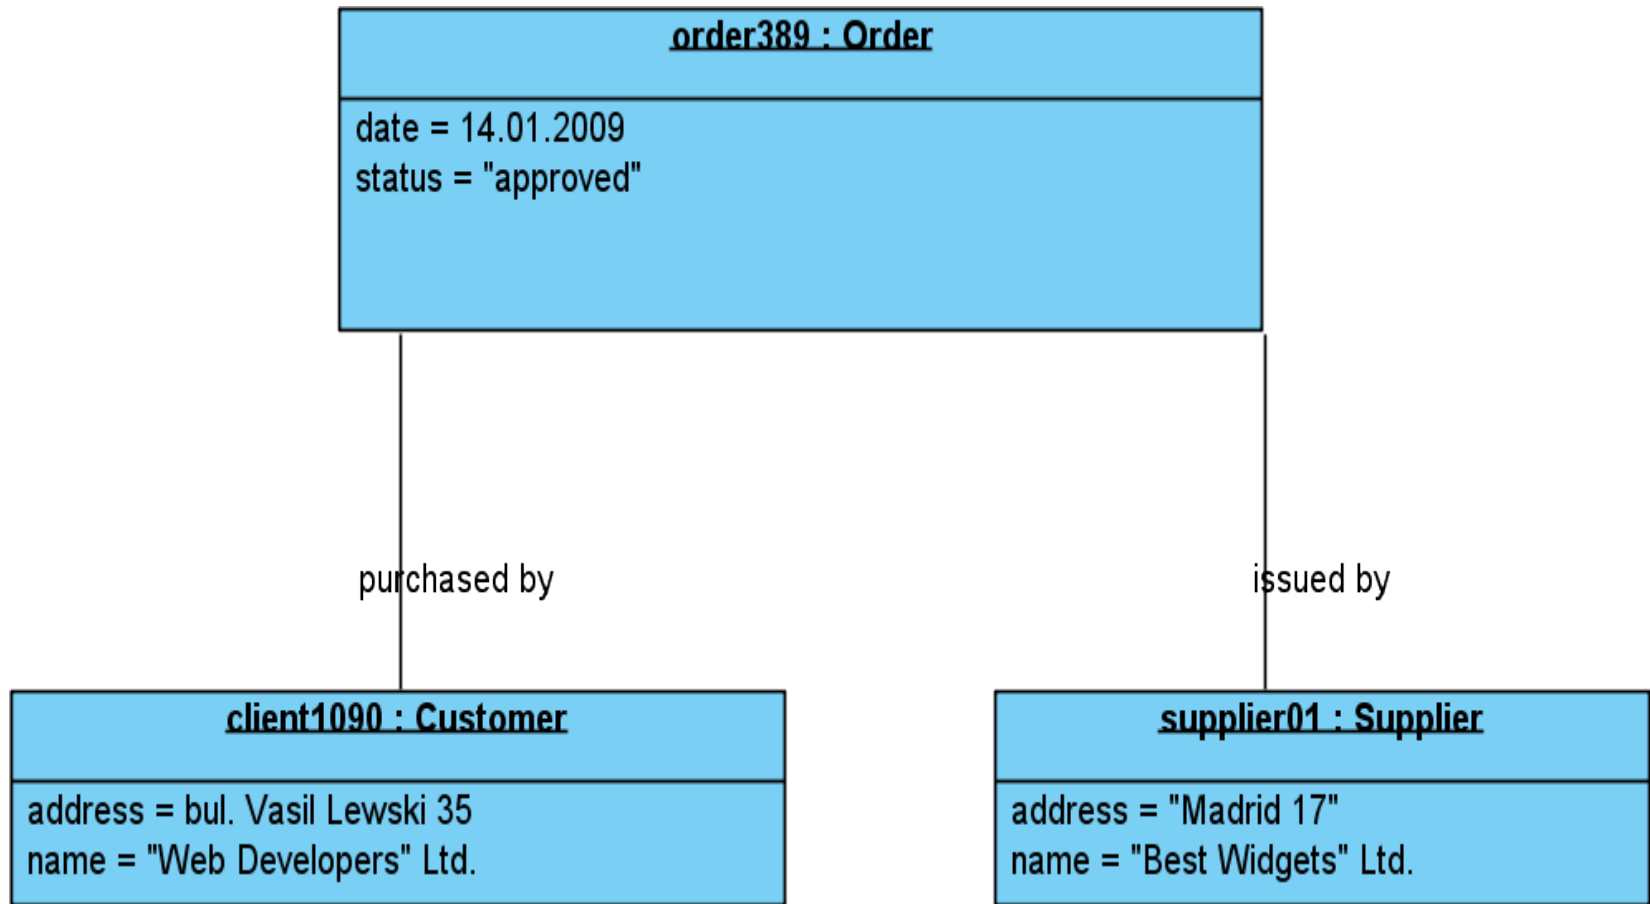 order389 : Order
date = 14.01.2009
status = "approved"
purchased by
issued by
client1090 : Customer
address = bul. Vasil Lewski 35
name = "Web Developers" Ltd.
supplier01 : Supplier
address = "Madrid 17"
name = "Best Widgets" Ltd.